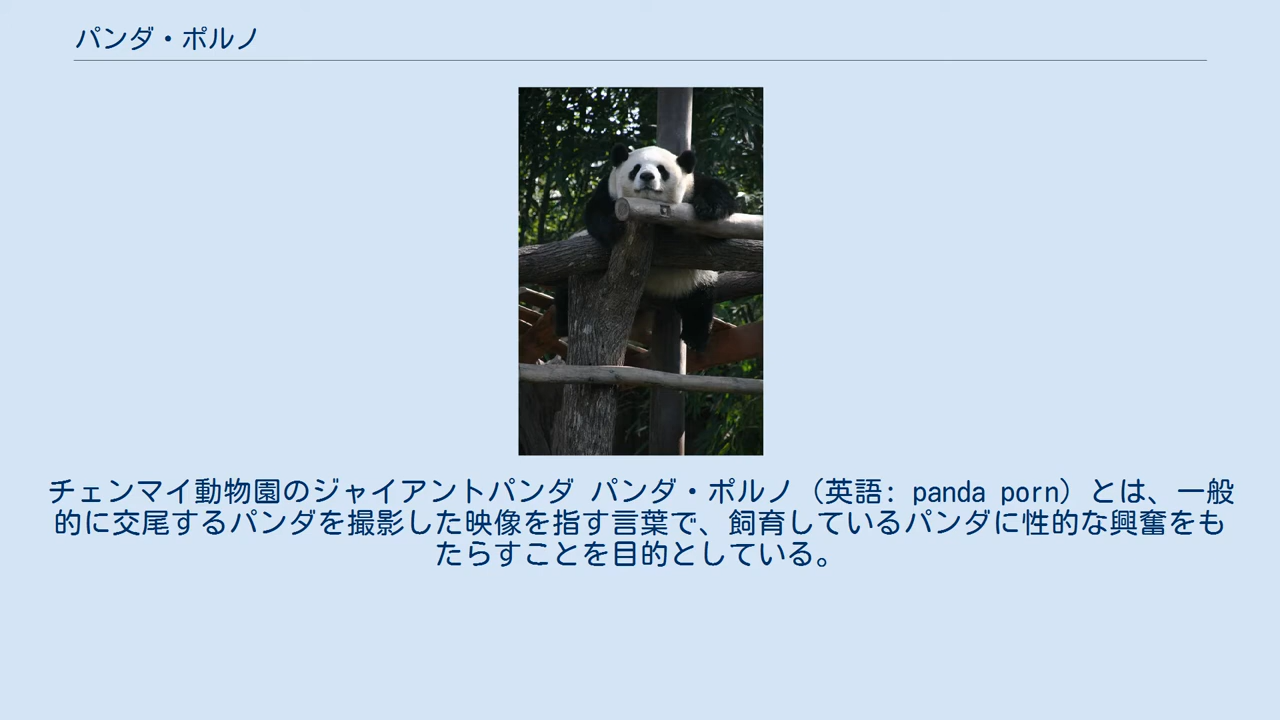 パンダ・ポルノ
チェンマイ動物園のジャイアントパンダ パンダ・ポルノ（英語: panda porn）とは、一般
的に交尾するパンダを撮影した映像を指す言葉で、飼育しているパンダに性的な興奮をも
たらすことを目的としている。